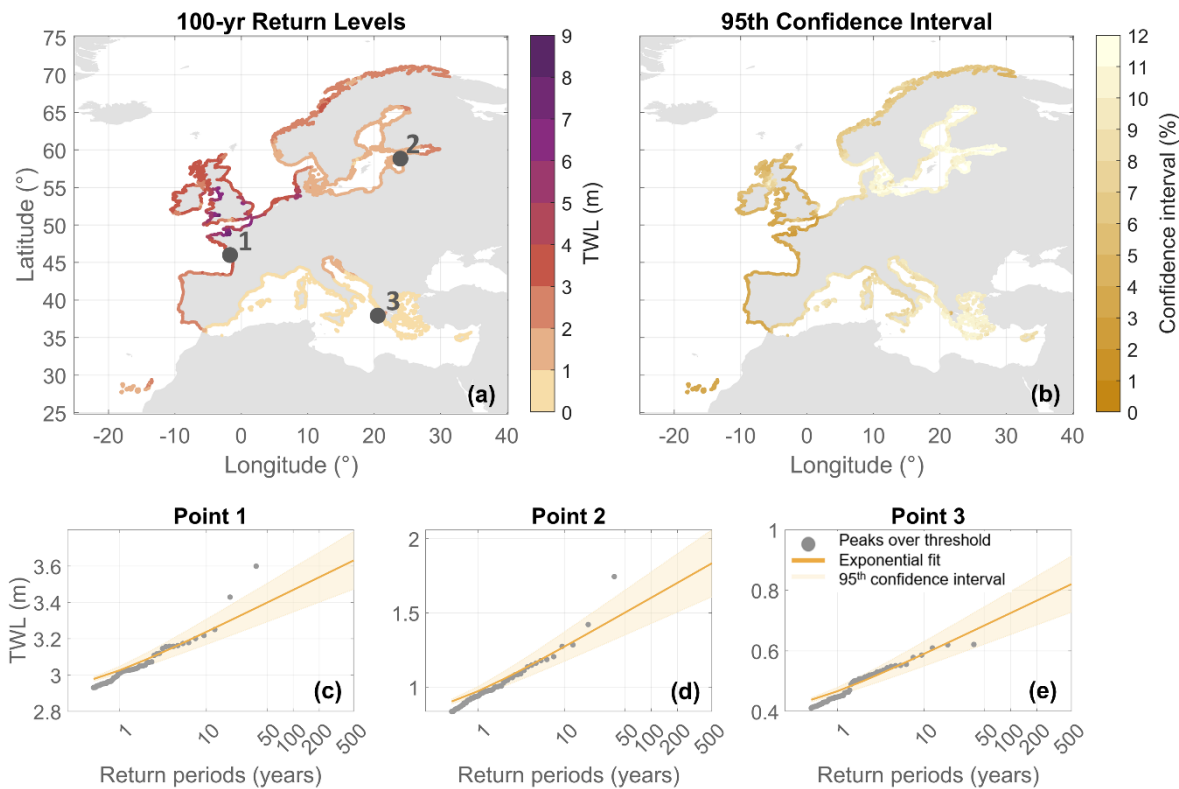 100-yr Return Levels
95th Confidence Interval
75
70
65
60
55
50
45
40
35
30
25
Latitude (°)
-20 -10 0 10 20 30 40
Longitude (°)
1
2
3
(a)
9
8
7
6
5
4
3
2
1
0
TWL (m)
-20 -10 0 10 20 30 40
Longitude (°)
(b)
12
11
10
9
8
7
6
5
4
3
2
1
0
Confidence interval (%)
Point 1
3.6
3.4
3.2
3
2.8
TWL (m)
(c)
1 10 50 100 200 500
Return periods (years)
Point 2
2
1.5
1
(d)
1 10 50 100 200 500
Return periods (years)
Point 3
1
0.8
0.6
0.4
Peaks over threshold
Exponential fit
95th confidence interval
(e)
1 10 50 100 200 500
Return periods (years)